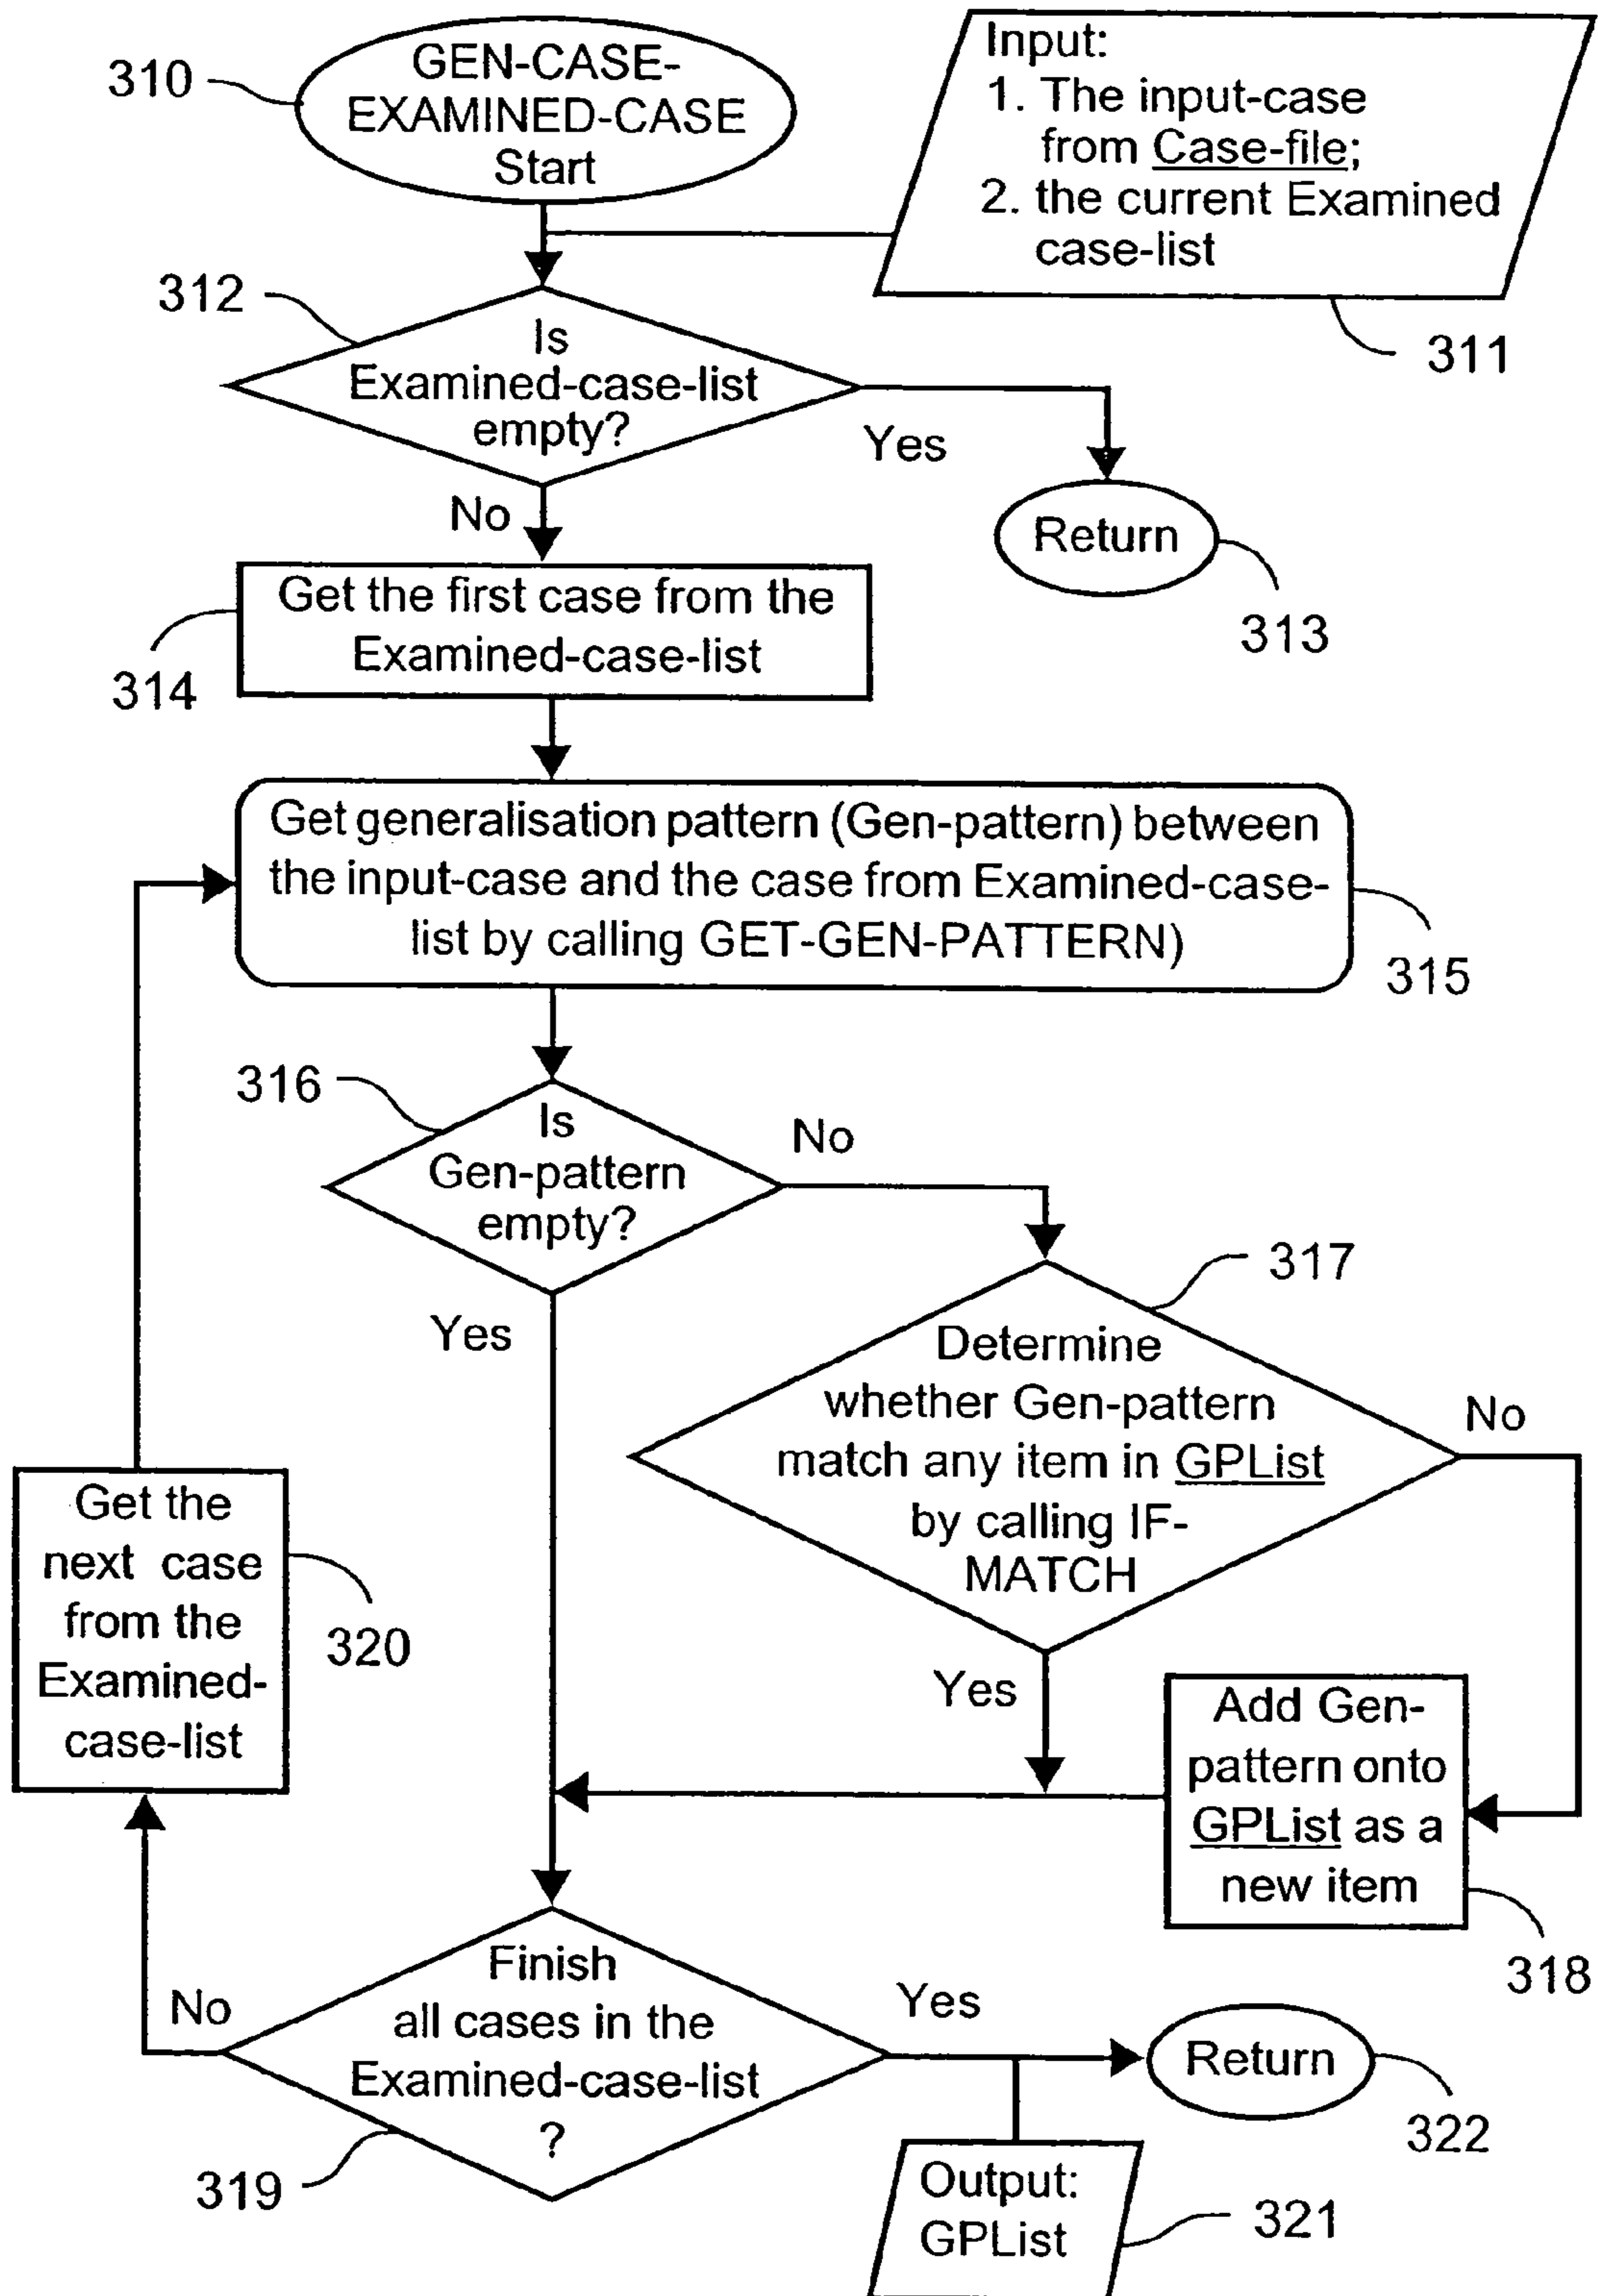 310
GEN-CASE-
EXAMINED-CASE
Start
Input:
1. The input-case
from Case-file;
2. the current Examined
case-list
311
312
Is
Examined-case-list
empty?
Yes
No
Return
313
Get the first case from the
Examined-case-list
314
Get generalisation pattern (Gen-pattern) between
the input-case and the case from Examined-case-
list by calling GET-GEN-PATTERN)
315
316
Is
Gen-pattern
empty?
No
Yes
317
Determine
whether Gen-pattern
match any item in GPList
by calling IF-
MATCH
No
Yes
Get the
next case
from the
Examined-
case-list
320
Add Gen-
pattern onto
GPList as a
new item
318
Finish
all cases in the
Examined-case-list
?
No
Yes
319
Return
322
Output:
GPList
321